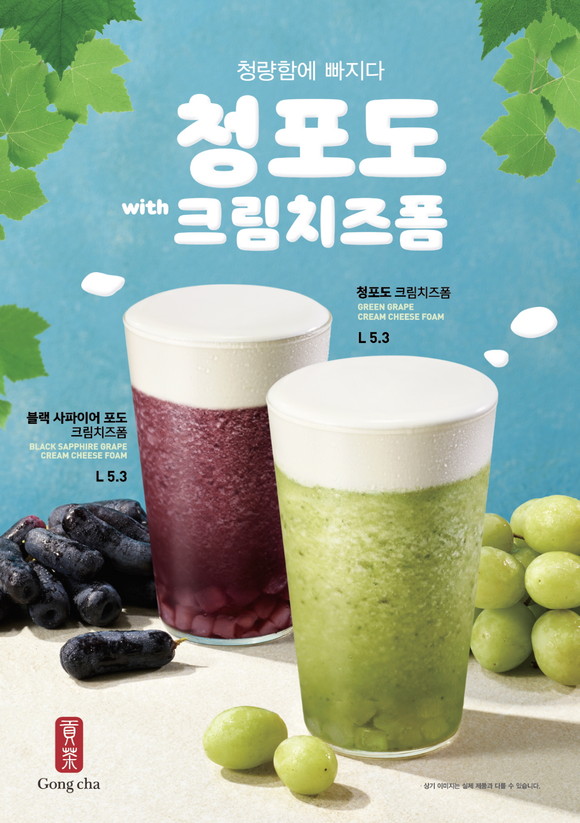 청량함에 빠지다
청포도
with 크림치즈폼
청포도 크림치즈폼
GREEN GRAPE
CREAM CHEESE FOAM
L 5.3
블랙 사파이어 포도
크림치즈폼
BLACK SAPPHIRE GRAPE
CREAM CHEESE FOAM
L 5.3
貢茶
Gong cha
상기 이미지는 실제 제품과 다를 수 있습니다.